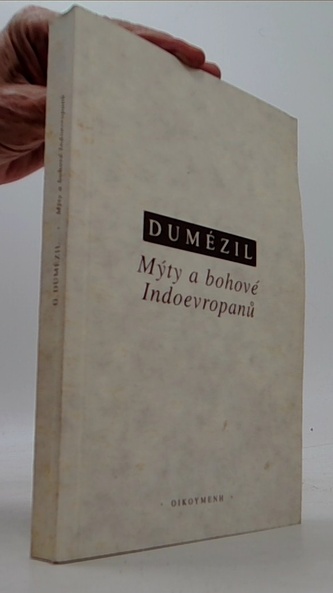 DUMÉZIL
Mýty a bohové
Indoevropanů
· OIKOYMENH ·
G. DUMÉZIL · Mýty a bohové Indoevropanů